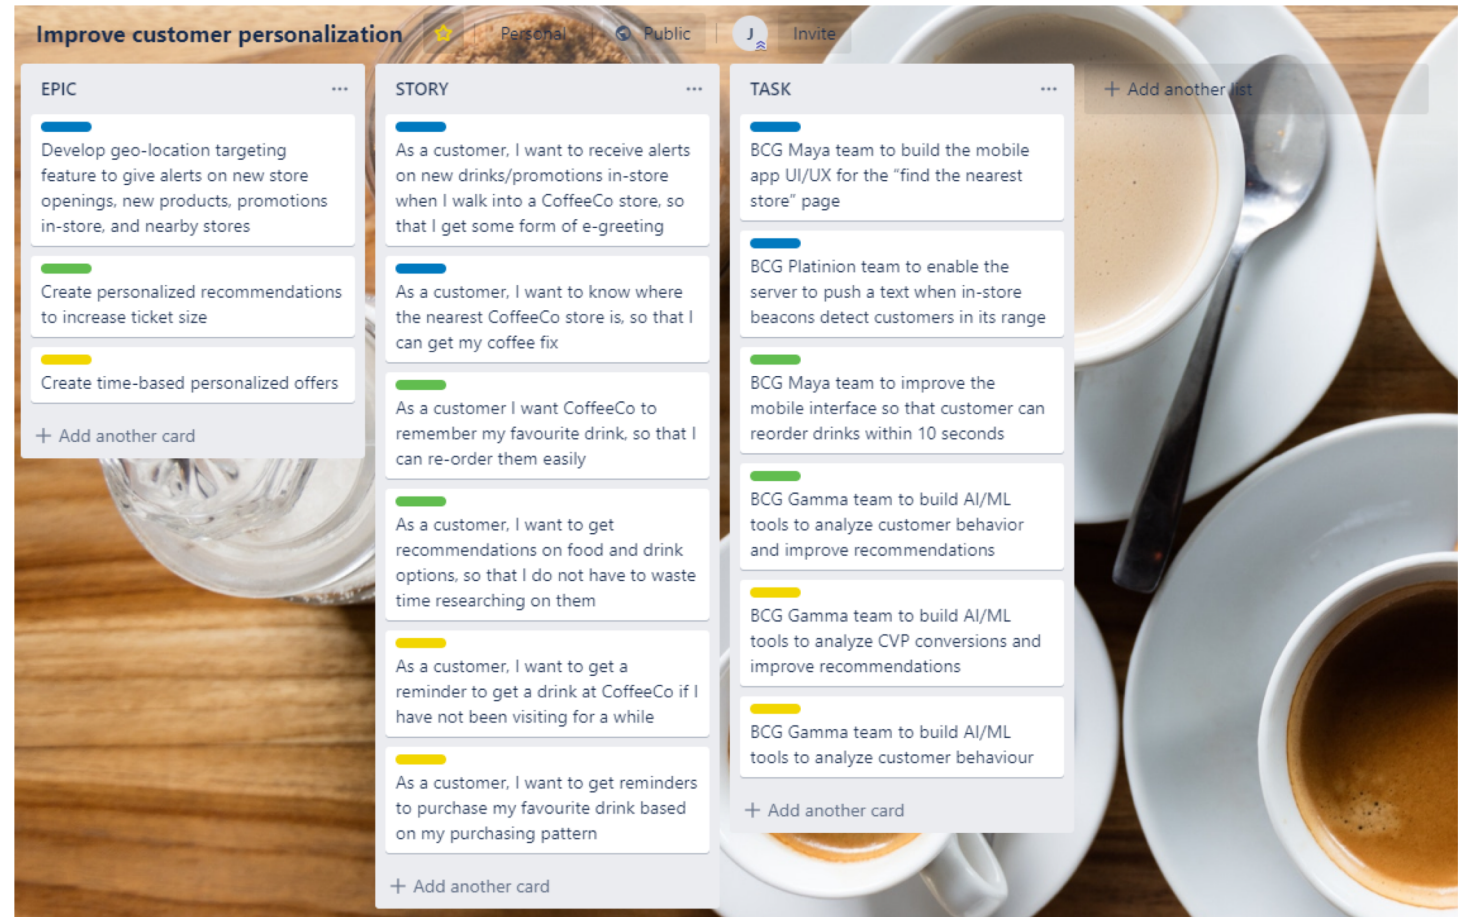 Improve customer personalization
Personal
Public
J
Invite
EPIC
Develop geo-location targeting
feature to give alerts on new store
openings, new products, promotions
in-store, and nearby stores
Create personalized recommendations
to increase ticket size
Create time-based personalized offers
+ Add another card
STORY
As a customer, I want to receive alerts
on new drinks/promotions in-store
when I walk into a CoffeeCo store, so
that I get some form of e-greeting
As a customer, I want to know where
the nearest CoffeeCo store is, so that I
can get my coffee fix
As a customer I want CoffeeCo to
remember my favourite drink, so that I
can re-order them easily
As a customer, I want to get
recommendations on food and drink
options, so that I do not have to waste
time researching on them
As a customer, I want to get a
reminder to get a drink at CoffeeCo if I
have not been visiting for a while
As a customer, I want to get reminders
to purchase my favourite drink based
on my purchasing pattern
+ Add another card
TASK
BCG Maya team to build the mobile
app UI/UX for the “find the nearest
store” page
BCG Platinion team to enable the
server to push a text when in-store
beacons detect customers in its range
BCG Maya team to improve the
mobile interface so that customer can
reorder drinks within 10 seconds
BCG Gamma team to build AI/ML
tools to analyze customer behavior
and improve recommendations
BCG Gamma team to build AI/ML
tools to analyze CVP conversions and
improve recommendations
BCG Gamma team to build AI/ML
tools to analyze customer behaviour
+ Add another card
+ Add another list